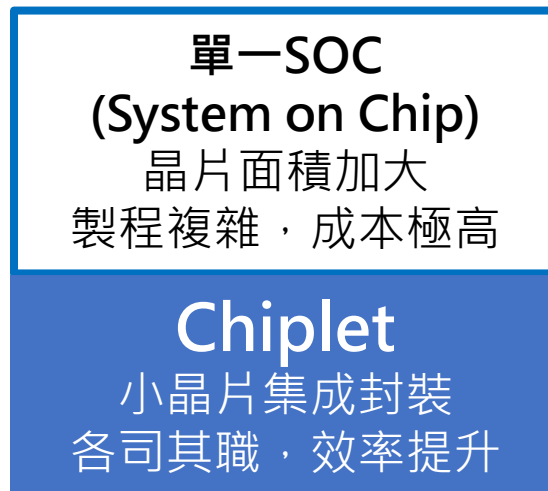 單一SOC
(System on Chip)
晶片面積加大
製程複雜，成本極高
Chiplet
小晶片集成封裝
各司其職，效率提升